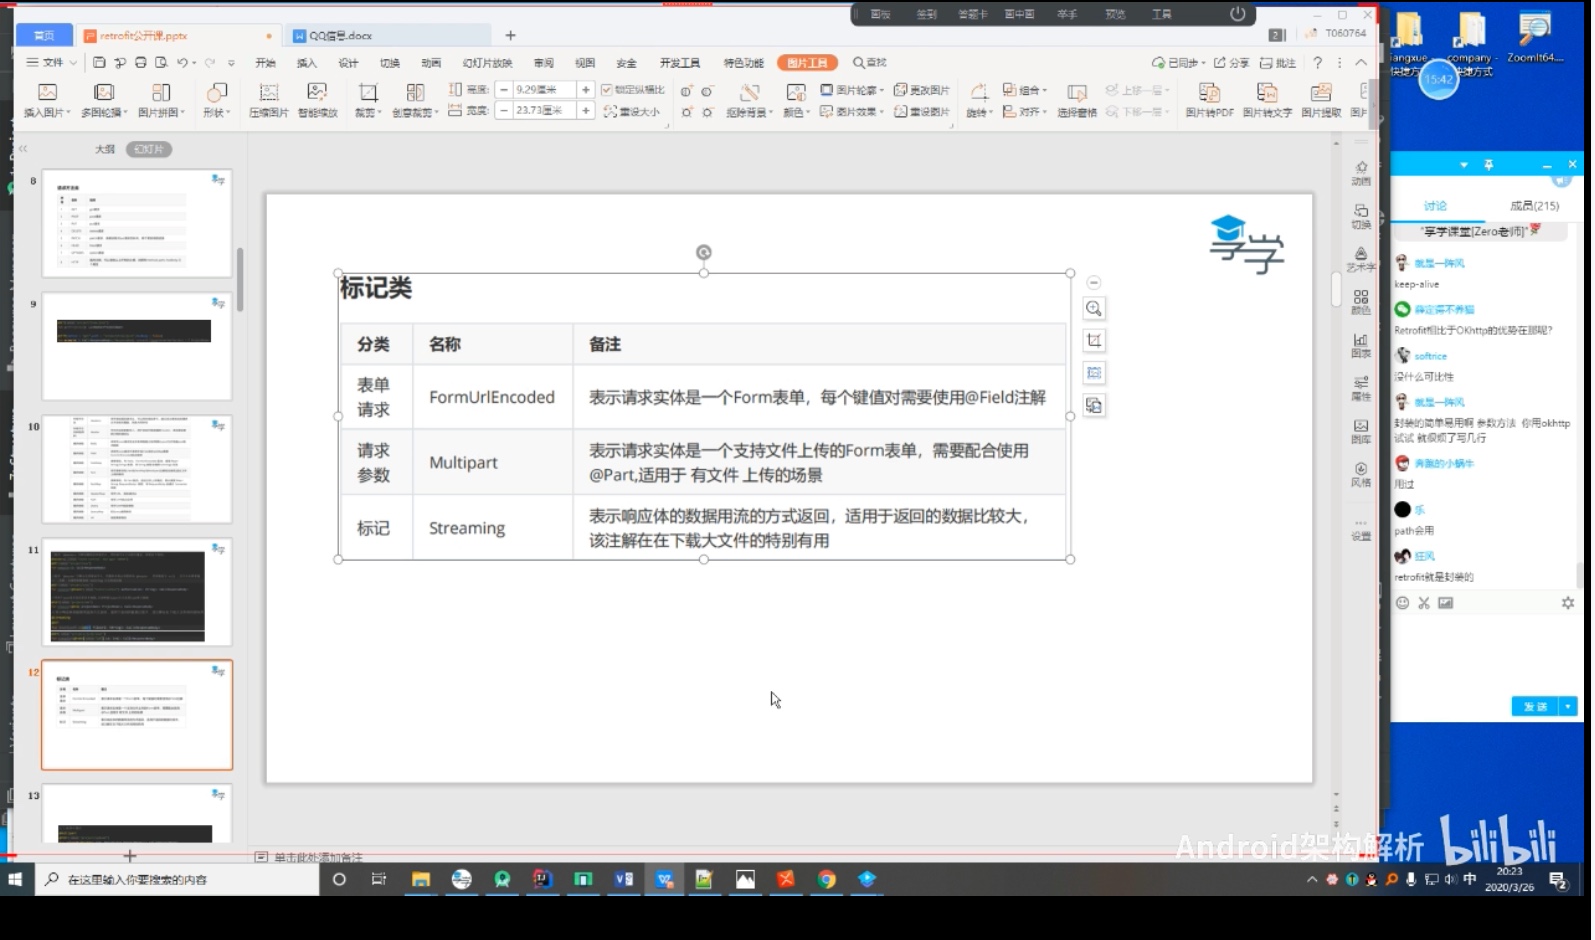 画板 签到 答题卡 画中画 举手 预览 工具
首页 retrofit公开课.pptx QQ信息.docx +
T060764
文件 开始 插入 设计 切换 动画 幻灯片放映 审阅 视图 安全 开发工具 特色功能 图片工具 查找 已同步 分享 批注
高度: 9.29厘米 锁定纵横比 图片轮廓 更改图片 组合 上移一层
插入图片 多图轮播 图片拼图 形状 压缩图片 智能缩放 裁剪 创意裁剪 宽度: 23.73厘米 重设大小 抠除背景 颜色 图片效果 重设图片 旋转 对齐 选择窗格 下移一层 图片转PDF 图片转文字 图片提取
大纲 幻灯片
8
9
10
11
12
13
标记类
分类 名称 备注
表单请求 FormUrlEncoded 表示请求实体是一个Form表单，每个键值对需要使用@Field注解
请求参数 Multipart 表示请求实体是一个支持文件上传的Form表单，需要配合使用
@Part,适用于 有文件 上传的场景
标记 Streaming 表示响应体的数据用流的方式返回，适用于返回的数据比较大，
该注解在在下载大文件的特别有用
享学
动画
切换
艺术字
颜色
图表
属性
图库
风格
设置
单击此处添加备注
company -
快捷方式
ZoomIt64....
15:42
讨论 成员(215)
"享学课堂[Zero老师]"
就是一阵风
keep-alive
Retrofit相比于OKhttp的优势在那呢?
softrice
没什么可比性
就是一阵风
封装的简单易用啊 参数方法 你用okhttp
试试 就烦烦了写几行
奔跑的小蜗牛
用过
乐
path会用
狂风
retrofit就是封装的
发送
Android架构解析 bilibili
在这里输入你要搜索的内容
中
20:23
2020/3/26